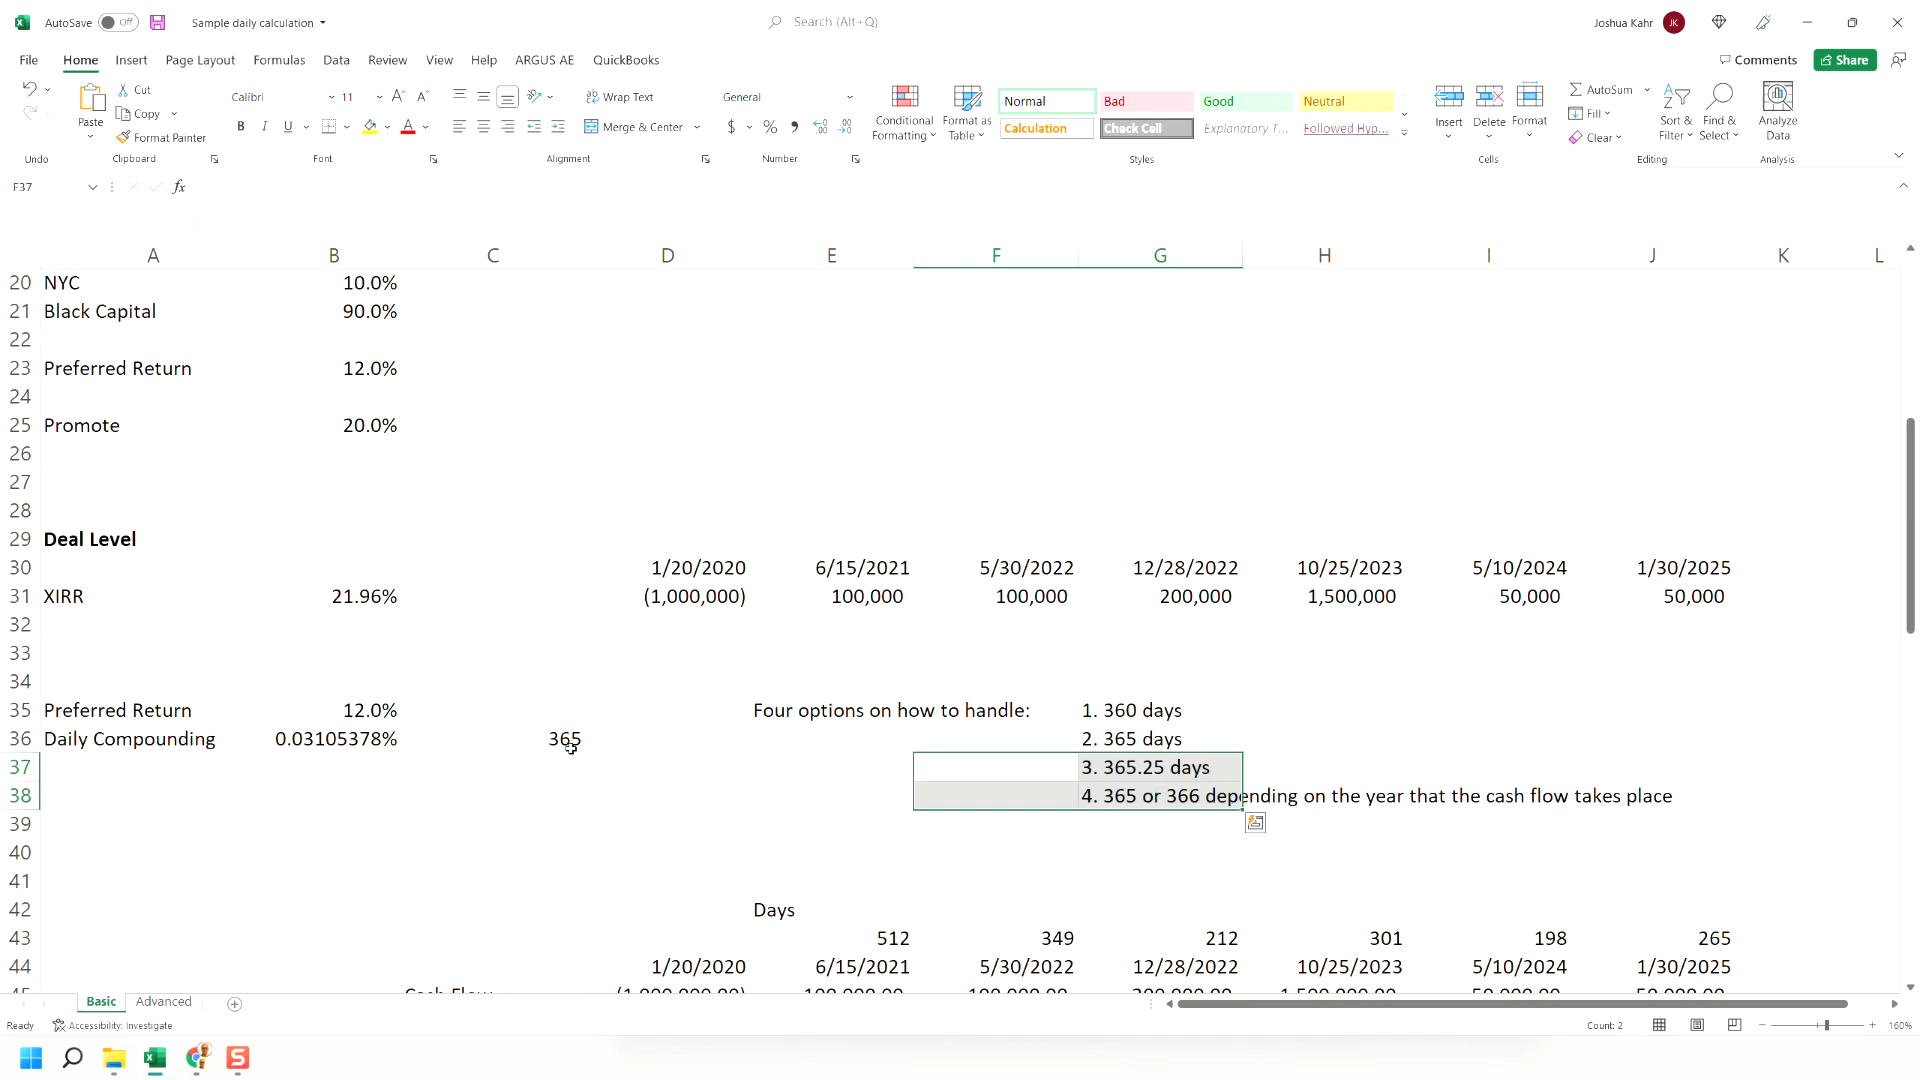 AutoSave Off Sample daily calculation Search (Alt+Q) Joshua Kahr JK
File Home Insert Page Layout Formulas Data Review View Help ARGUS AE QuickBooks Comments Share
Paste Cut Copy Format Painter
Calibri 11 B I U
Wrap Text Merge & Center
General $ %
Conditional Formatting Format as Table
Normal Bad Good Neutral
Calculation Check Cell Explanatory T... Followed Hyp...
Insert Delete Format
AutoSum Fill Clear Sort & Filter Find & Select Analyze Data
Undo Clipboard Font Alignment Number Styles Cells Editing Analysis
F37 fx
A B C D E F G H I J K L
20 NYC 10.0%
21 Black Capital 90.0%
22
23 Preferred Return 12.0%
24
25 Promote 20.0%
26
27
28
29 Deal Level
30 1/20/2020 6/15/2021 5/30/2022 12/28/2022 10/25/2023 5/10/2024 1/30/2025
31 XIRR 21.96% (1,000,000) 100,000 100,000 200,000 1,500,000 50,000 50,000
32
33
34
35 Preferred Return 12.0% Four options on how to handle: 1. 360 days
36 Daily Compounding 0.03105378% 365 2. 365 days
37 3. 365.25 days
38 4. 365 or 366 depending on the year that the cash flow takes place
39
40
41
42 Days
43 512 349 212 301 198 265
44 1/20/2020 6/15/2021 5/30/2022 12/28/2022 10/25/2023 5/10/2024 1/30/2025
Basic Advanced
Ready Accessibility: Investigate Count: 2 160%
S